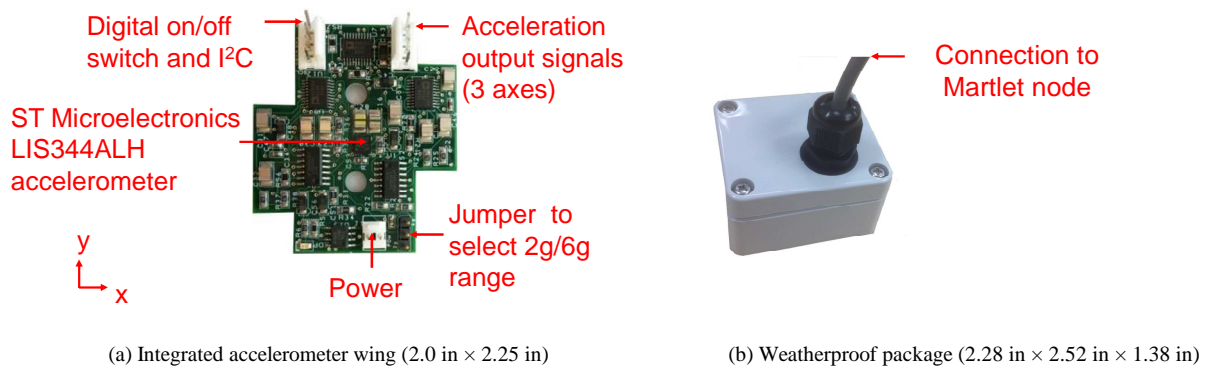 Digital on/off
switch and I²C
Acceleration
output signals
(3 axes)
ST Microelectronics
LIS344ALH
accelerometer
Jumper to
select 2g/6g
range
Power
y
x
Connection to
Martlet node
(a) Integrated accelerometer wing (2.0 in × 2.25 in)
(b) Weatherproof package (2.28 in × 2.52 in × 1.38 in)